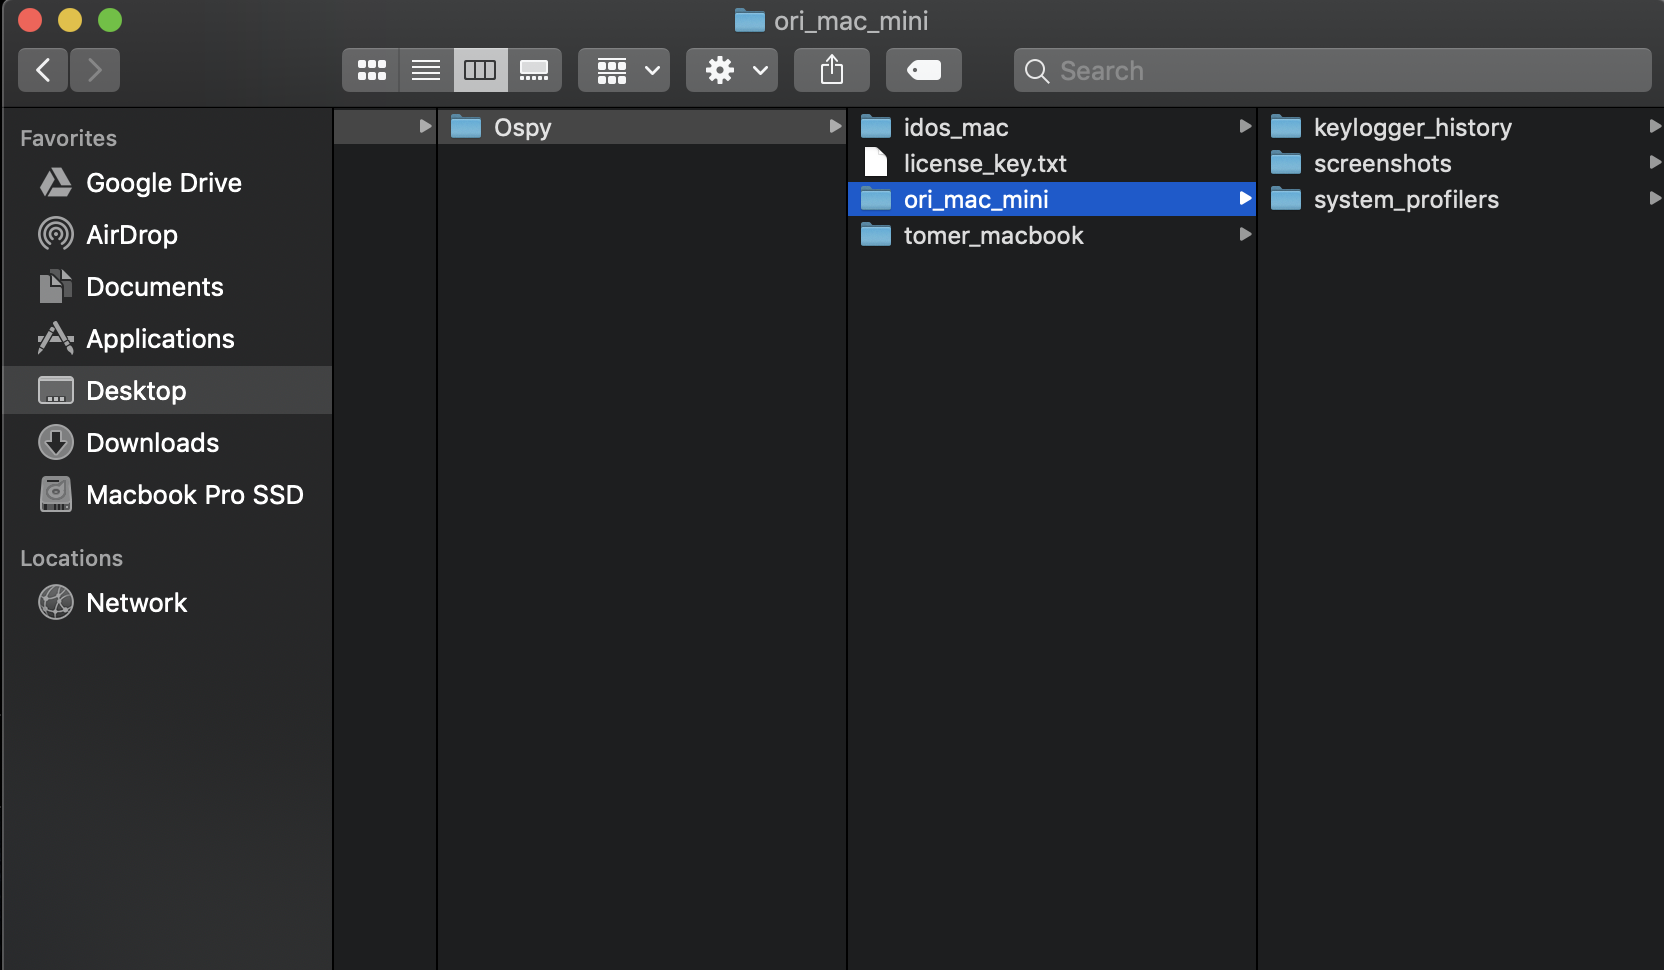 ori_mac_mini
Search
Favorites
Google Drive
AirDrop
Documents
Applications
Desktop
Downloads
Macbook Pro SSD
Locations
Network
Ospy
idos_mac
license_key.txt
ori_mac_mini
tomer_macbook
keylogger_history
screenshots
system_profilers